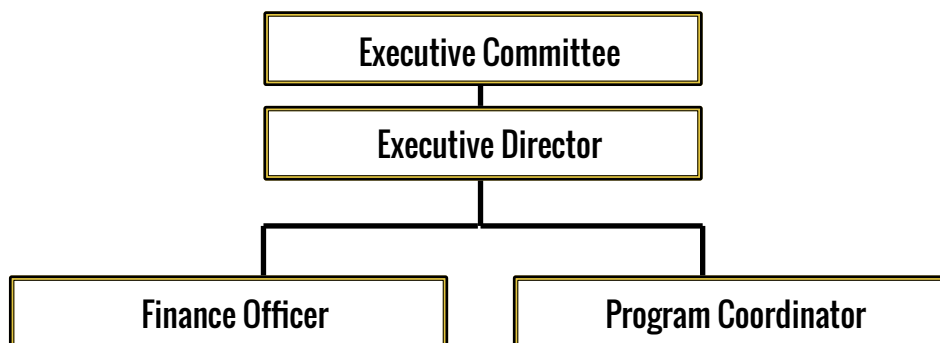 Executive Committee
Executive Director
Finance Officer
Program Coordinator